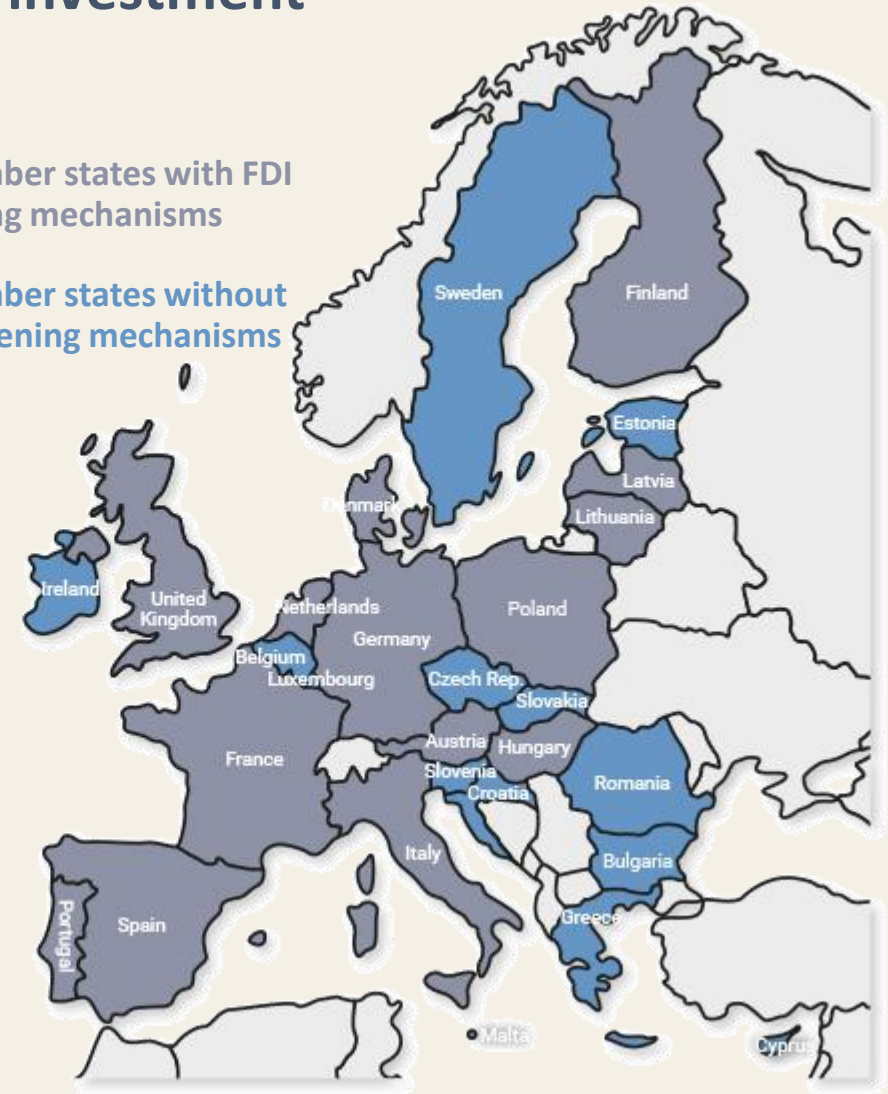 Investment
ber states with FDI
ng mechanisms
ber states without
ening mechanisms
Sweden
Finland
Estonia
Latvia
Lithuania
Denmark
Ireland
United
Kingdom
Netherlands
Poland
Germany
Belgium
Luxembourg
Czech Rep.
Slovakia
Austria
Hungary
France
Slovenia
Croatia
Romania
Italy
Bulgaria
Portugal
Spain
Greece
Malta
Cyprus